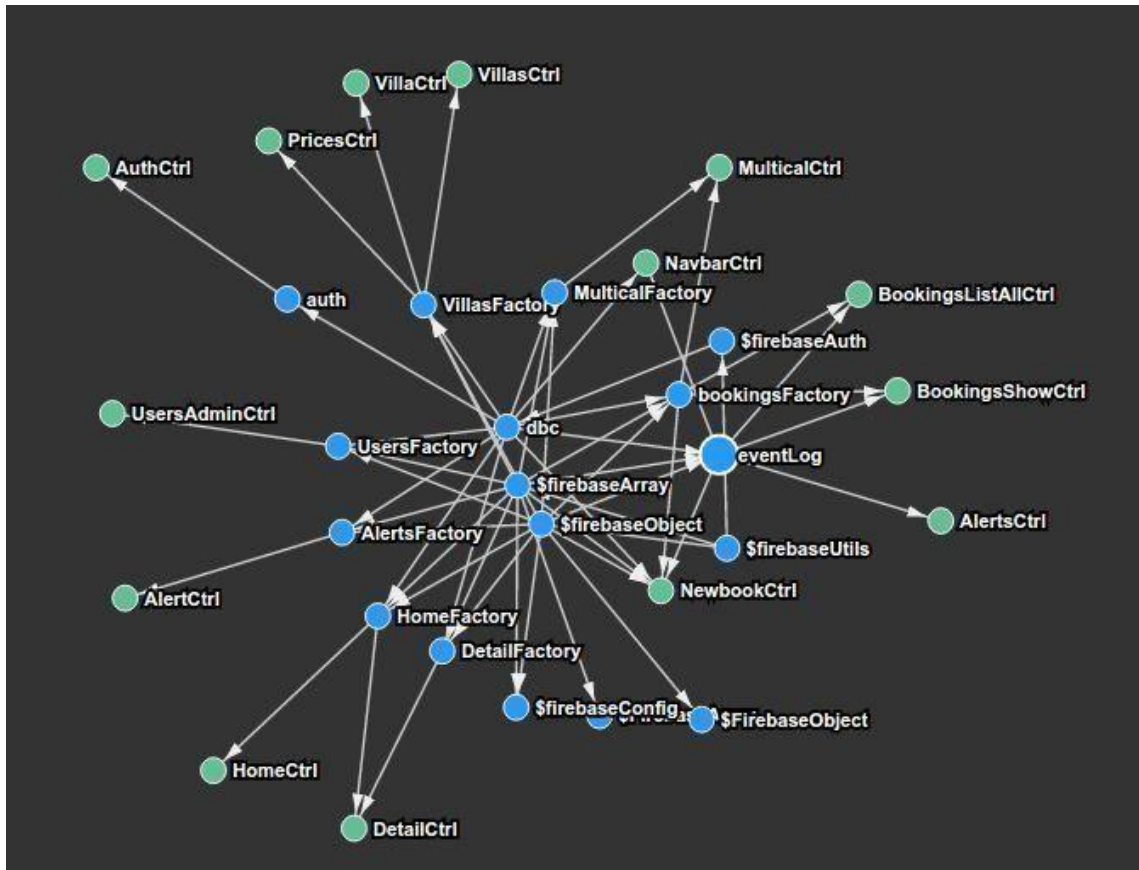 VillaCtrl
VillasCtrl
PricesCtrl
AuthCtrl
MulticalCtrl
NavbarCtrl
MulticalFactory
BookingsListAllCtrl
auth
VillasFactory
$firebaseAuth
bookingsFactory
BookingsShowCtrl
UsersAdminCtrl
dbc
UsersFactory
eventLog
$firebaseArray
$firebaseObject
AlertsCtrl
AlertsFactory
$firebaseUtils
NewbookCtrl
AlertCtrl
HomeFactory
DetailFactory
$firebaseConfig
$FirebaseObject
HomeCtrl
DetailCtrl